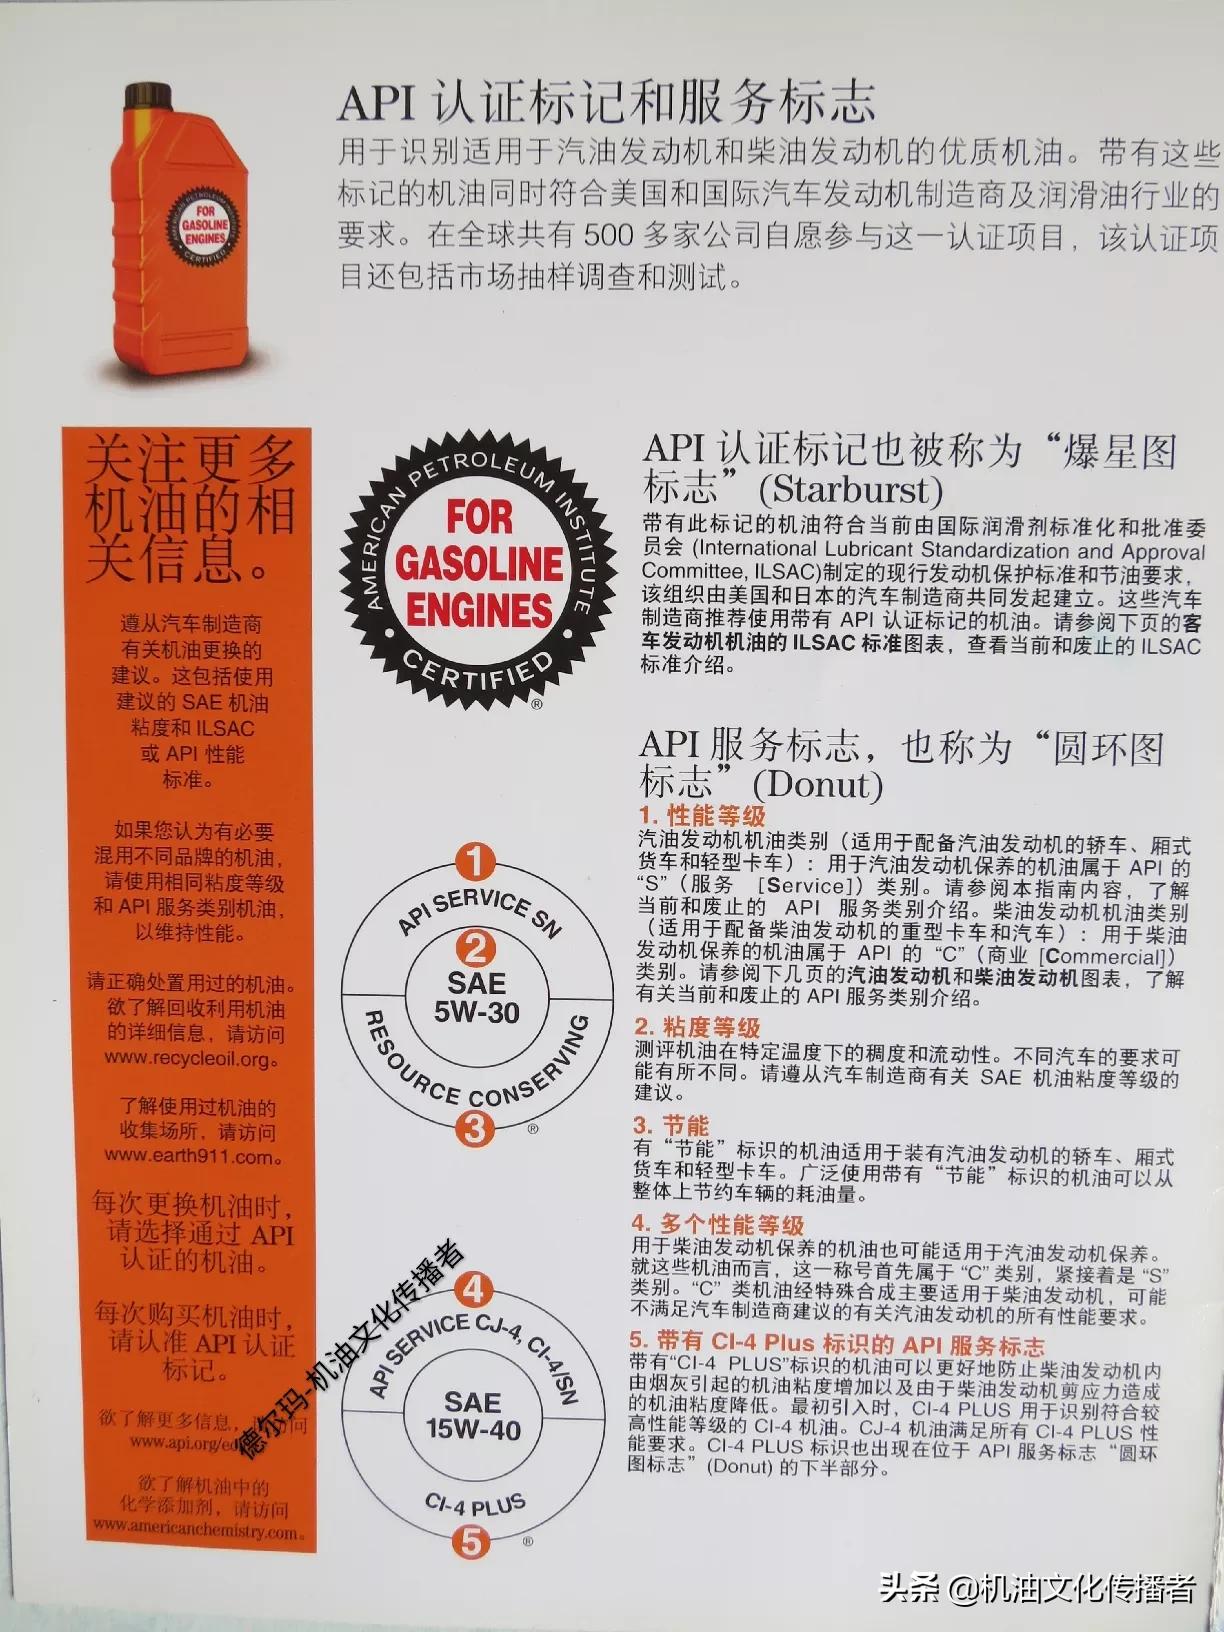 API 认证标记和服务标志
用于识别适用于汽油发动机和柴油发动机的优质机油。带有这些
标记的机油同时符合美国和国际汽车发动机制造商及润滑油行业的
要求。在全球共有 500 多家公司自愿参与这一认证项目，该认证项
目还包括市场抽样调查和测试。
AMERICAN PETROLEUM INSTITUTE
FOR
GASOLINE
ENGINES
CERTIFIED
关注更多
机油的相
关信息。
遵从汽车制造商
有关机油更换的
建议。这包括使用
建议的 SAE 机油
粘度和 ILSAC
或 API 性能
标准。
如果您认为有必要
混用不同品牌的机油，
请使用相同粘度等级
和 API 服务类别机油，
以维持性能。
请正确处置用过的机油。
欲了解回收利用机油
的详细信息，请访问
www.recycleoil.org。
了解使用过机油的
收集场所，请访问
www.earth911.com。
每次更换机油时，
请选择通过 API
认证的机油。
每次购买机油时，
请认准 API 认证
标记。
欲了解更多信息，
问
www.api.org/eo
欲了解机油中的
化学添加剂，请访问
www.americanchemistry.com。
AMERICAN PETROLEUM INSTITUTE
FOR
GASOLINE
ENGINES
CERTIFIED
®
API 认证标记也被称为“爆星图
标志” (Starburst)
带有此标记的机油符合当前由国际润滑剂标准化和批准委
员会 (International Lubricant Standardization and Approval
Committee, ILSAC)制定的现行发动机保护标准和节油要求，
该组织由美国和日本的汽车制造商共同发起建立。这些汽车
制造商推荐使用带有 API 认证标记的机油。请参阅下页的客
车发动机机油的 ILSAC 标准图表，查看当前和废止的 ILSAC
标准介绍。
1
API SERVICE SN
2
SAE
5W-30
RESOURCE CONSERVING
3
®
API 服务标志，也称为“圆环图
标志” (Donut)
1. 性能等级
汽油发动机机油类别（适用于配备汽油发动机的轿车、厢式
货车和轻型卡车）：用于汽油发动机保养的机油属于 API 的
“S”（服务 [Service]）类别。请参阅本指南内容，了解
当前和废止的 API 服务类别介绍。柴油发动机机油类别
（适用于配备柴油发动机的重型卡车和汽车）：用于柴油
发动机保养的机油属于 API 的 “C”（商业 [Commercial]）
类别。请参阅下几页的汽油发动机和柴油发动机图表，了解
有关当前和废止的 API 服务类别介绍。
2. 粘度等级
测评机油在特定温度下的稠度和流动性。不同汽车的要求可
能有所不同。请遵从汽车制造商有关 SAE 机油粘度等级的
建议。
3. 节能
有“节能”标识的机油适用于装有汽油发动机的轿车、厢式
货车和轻型卡车。广泛使用带有“节能”标识的机油可以从
整体上节约车辆的耗油量。
4. 多个性能等级
用于柴油发动机保养的机油也可能适用于汽油发动机保养。
就这些机油而言，这一称号首先属于 “C” 类别，紧接着是 “S”
类别。“C” 类机油经特殊合成主要适用于柴油发动机，可能
不满足汽车制造商建议的有关汽油发动机的所有性能要求。
5. 带有 CI-4 Plus 标识的 API 服务标志
带有“CI-4 PLUS”标识的机油可以更好地防止柴油发动机内
由烟灰引起的机油粘度增加以及由于柴油发动机剪应力造成
的机油粘度降低。最初引入时，CI-4 PLUS 用于识别符合较
高性能等级的 CI-4 机油。CJ-4 机油满足所有 CI-4 PLUS 性
能要求。CI-4 PLUS 标识也出现在位于 API 服务标志“圆环
图标志” (Donut) 的下半部分。
4
API SERVICE CJ-4, CI-4/SN
SAE
15W-40
CI-4 PLUS
5
®
德尔玛-机油文化传播者
头条 @机油文化传播者